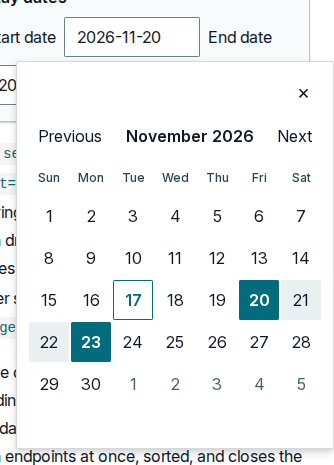 art date 2026-11-20 End date
20
×
Previous November 2026 Next
Sun Mon Tue Wed Thu Fri Sat
1 2 3 4 5 6 7
8 9 10 11 12 13 14
15 16 17 18 19 20 21
22 23 24 25 26 27 28
29 30 1 2 3 4 5
endpoints at once, sorted, and closes the